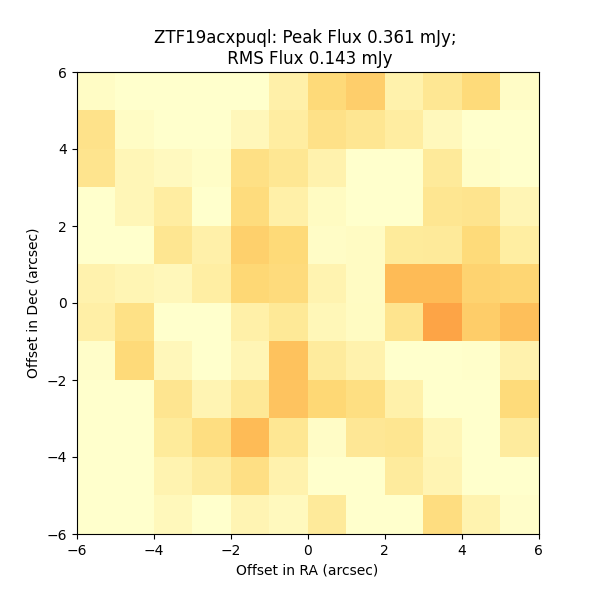 ZTF19acxpuql: Peak Flux 0.361 mJy;
RMS Flux 0.143 mJy
6
4
2
0
−2
−4
−6
Offset in Dec (arcsec)
−6 −4 −2 0 2 4 6
Offset in RA (arcsec)